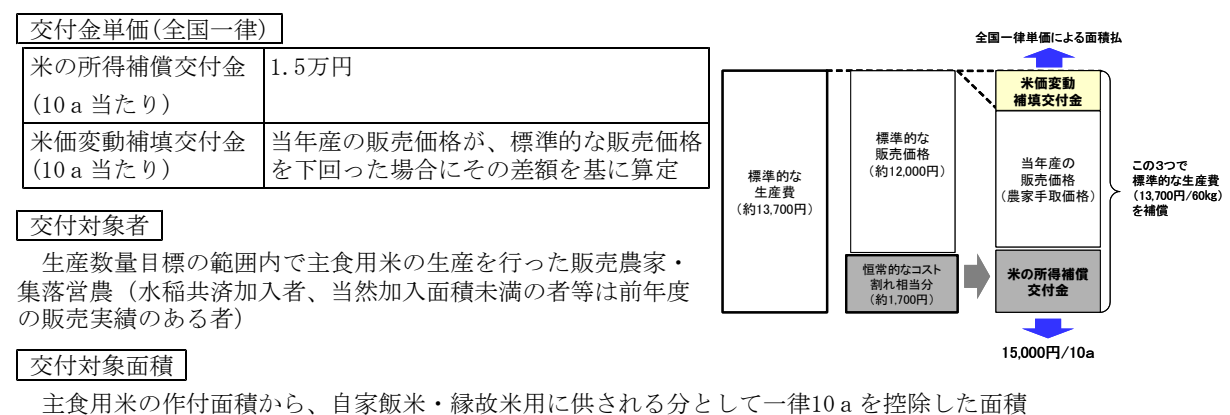 交付金単価(全国一律)
米の所得補償交付金
(10a当たり)
1.5万円
米価変動補填交付金
(10a当たり)
当年産の販売価格が、標準的な販売価格
を下回った場合にその差額を基に算定
交付対象者
生産数量目標の範囲内で主食用米の生産を行った販売農家・
集落営農（水稲共済加入者、当然加入面積未満の者等は前年度
の販売実績のある者）
交付対象面積
主食用米の作付面積から、自家飯米・縁故米用に供される分として一律10aを控除した面積
全国一律単価による面積払
標準的な
生産費
(約13,700円)
標準的な
販売価格
(約12,000円)
恒常的なコスト
割れ相当分
(約1,700円)
米価変動
補填交付金
当年産の
販売価格
(農家手取価格)
米の所得補償
交付金
15,000円/10a
この3つで
標準的な生産費
(13,700円/60kg)
を補償